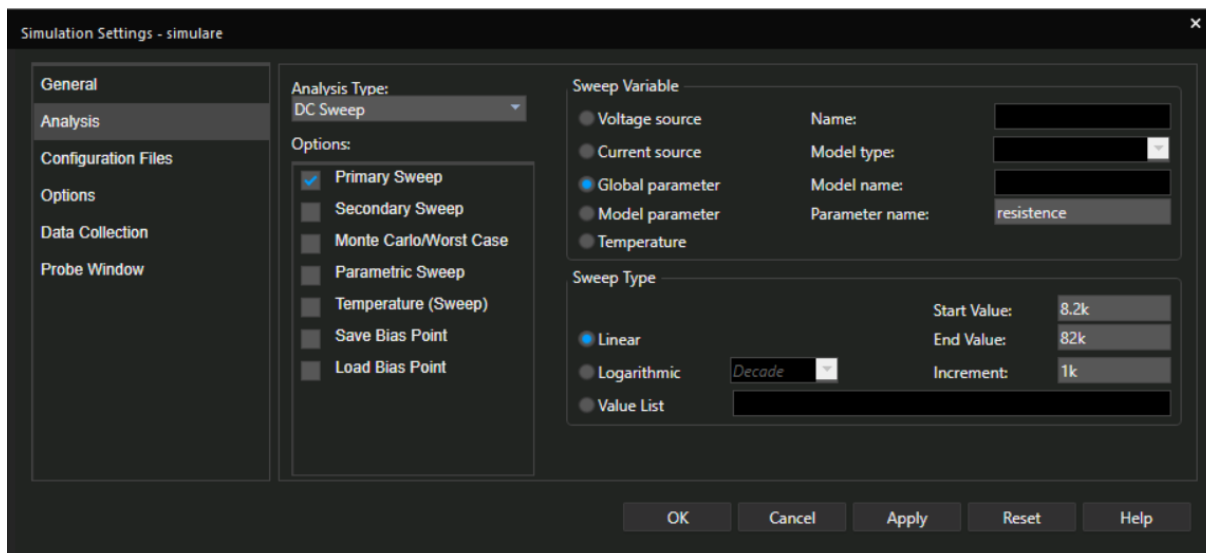 Simulation Settings - simulare
×
General
Analysis
Configuration Files
Options
Data Collection
Probe Window
Analysis Type:
DC Sweep
Options:
Primary Sweep
Secondary Sweep
Monte Carlo/Worst Case
Parametric Sweep
Temperature (Sweep)
Save Bias Point
Load Bias Point
Sweep Variable
Voltage source
Name:
Current source
Model type:
Global parameter
Model name:
Model parameter
Parameter name: resistence
Temperature
Sweep Type
Start Value: 8.2k
Linear
End Value: 82k
Logarithmic Decade
Increment: 1k
Value List
OK Cancel Apply Reset Help